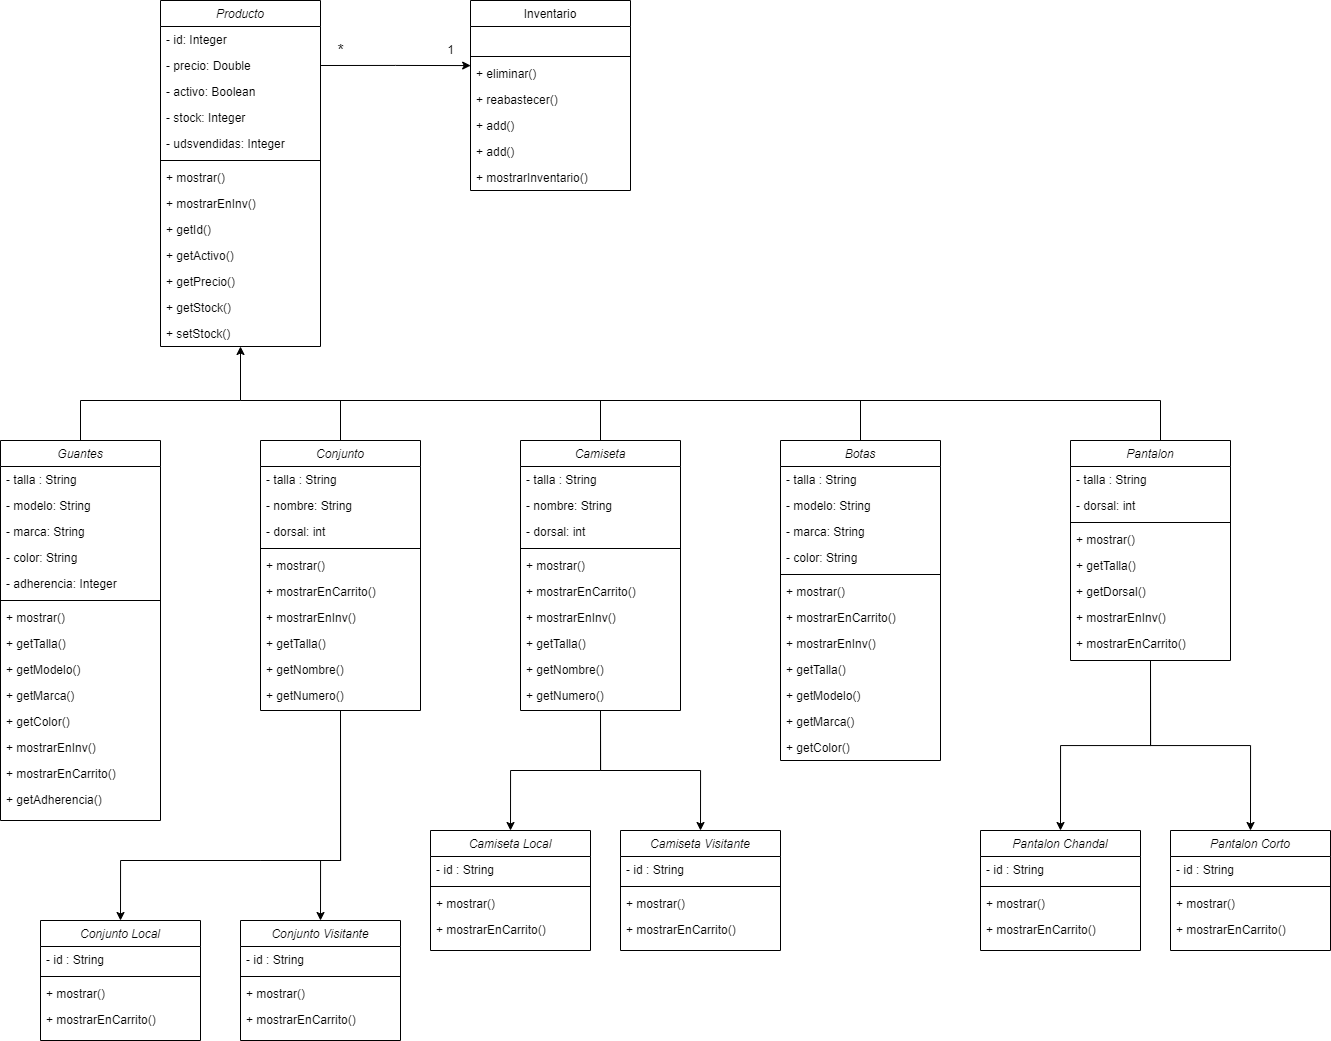 Producto
- id: Integer
- precio: Double
- activo: Boolean
- stock: Integer
- udsvendidas: Integer
+ mostrar()
+ mostrarEnInv()
+ getId()
+ getActivo()
+ getPrecio()
+ getStock()
+ setStock()
*
1
Inventario
+ eliminar()
+ reabastecer()
+ add()
+ add()
+ mostrarInventario()
Guantes
- talla : String
- modelo: String
- marca: String
- color: String
- adherencia: Integer
+ mostrar()
+ getTalla()
+ getModelo()
+ getMarca()
+ getColor()
+ mostrarEnInv()
+ mostrarEnCarrito()
+ getAdherencia()
Conjunto
- talla : String
- nombre: String
- dorsal: int
+ mostrar()
+ mostrarEnCarrito()
+ mostrarEnInv()
+ getTalla()
+ getNombre()
+ getNumero()
Camiseta
- talla : String
- nombre: String
- dorsal: int
+ mostrar()
+ mostrarEnCarrito()
+ mostrarEnInv()
+ getTalla()
+ getNombre()
+ getNumero()
Botas
- talla : String
- modelo: String
- marca: String
- color: String
+ mostrar()
+ mostrarEnCarrito()
+ mostrarEnInv()
+ getTalla()
+ getModelo()
+ getMarca()
+ getColor()
Pantalon
- talla : String
- dorsal: int
+ mostrar()
+ getTalla()
+ getDorsal()
+ mostrarEnInv()
+ mostrarEnCarrito()
Conjunto Local
- id : String
+ mostrar()
+ mostrarEnCarrito()
Conjunto Visitante
- id : String
+ mostrar()
+ mostrarEnCarrito()
Camiseta Local
- id : String
+ mostrar()
+ mostrarEnCarrito()
Camiseta Visitante
- id : String
+ mostrar()
+ mostrarEnCarrito()
Pantalon Chandal
- id : String
+ mostrar()
+ mostrarEnCarrito()
Pantalon Corto
- id : String
+ mostrar()
+ mostrarEnCarrito()